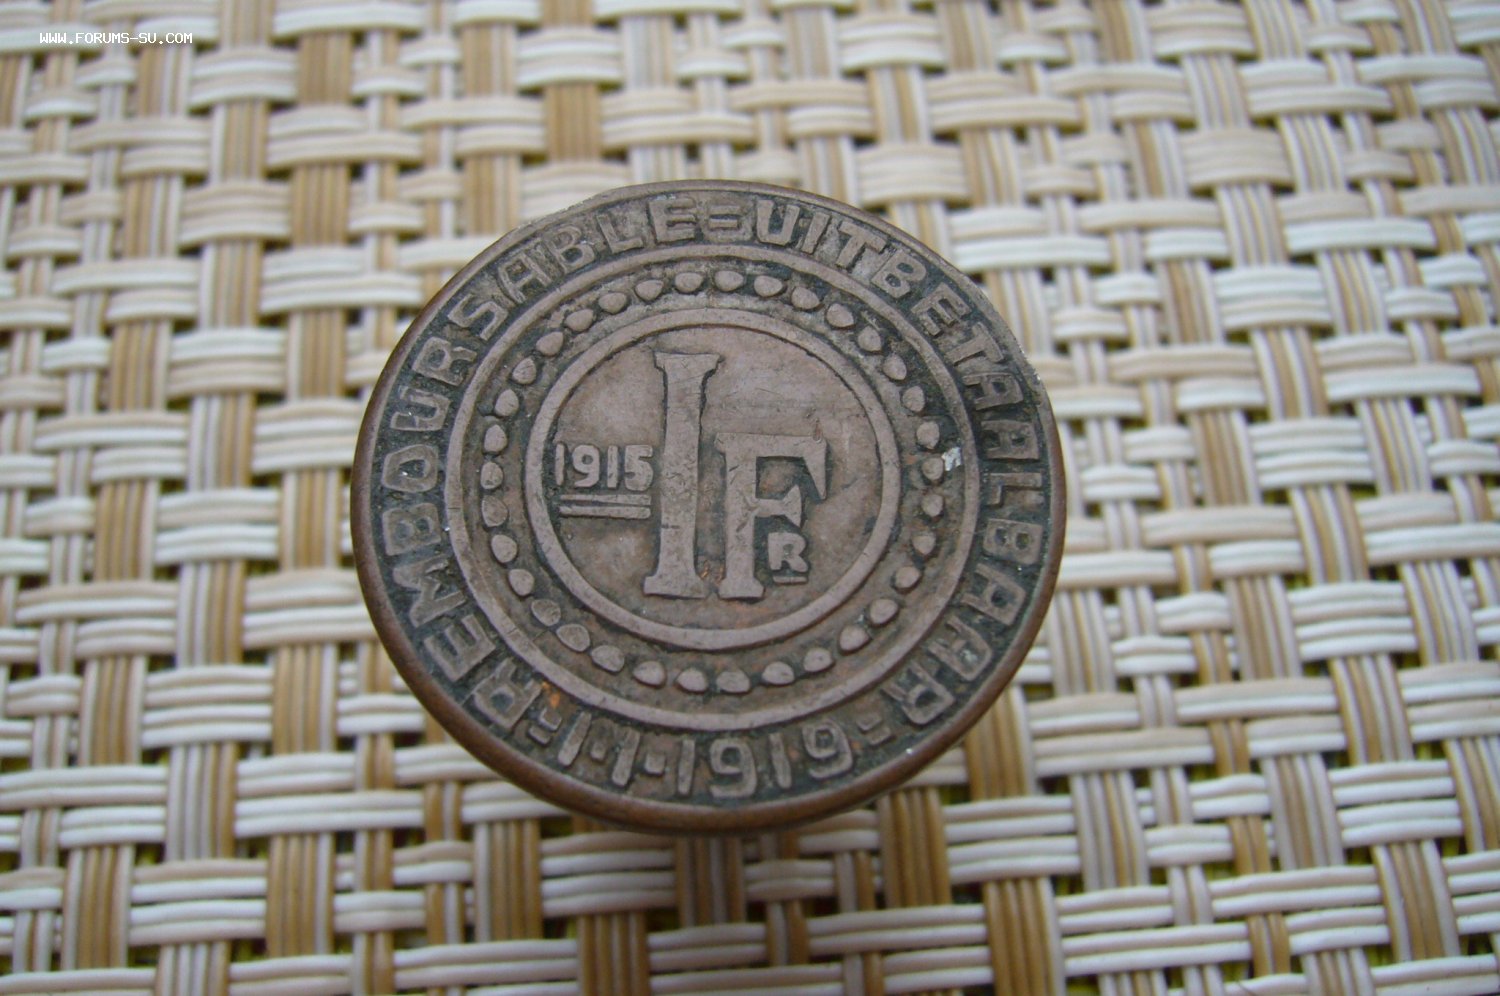 WWW.FORUMS-SU.COM
REMBOURSABLE=UITBETAALBAAR
1915
1 FR
1·1·1919